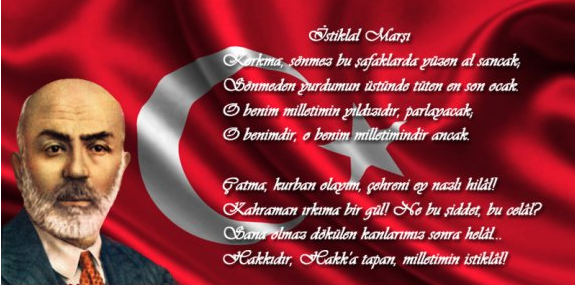 İstiklal Marşı
Korkma, sönmez bu şafaklarda yüzen al sancak;
Sönmeden yurdumun üstünde tüten en son ocak.
O benim milletimin yıldızıdır, parlayacak;
O benimdir, o benim milletimindir ancak.
Çatma, kurban olayım, çehreni ey nazlı hilâl!
Kahraman ırkıma bir gül! Ne bu şiddet, bu celâl?
Sana olmaz dökülen kanlarımız sonra helâl...
Hakkıdır, Hakk'a tapan, milletimin istiklâl!